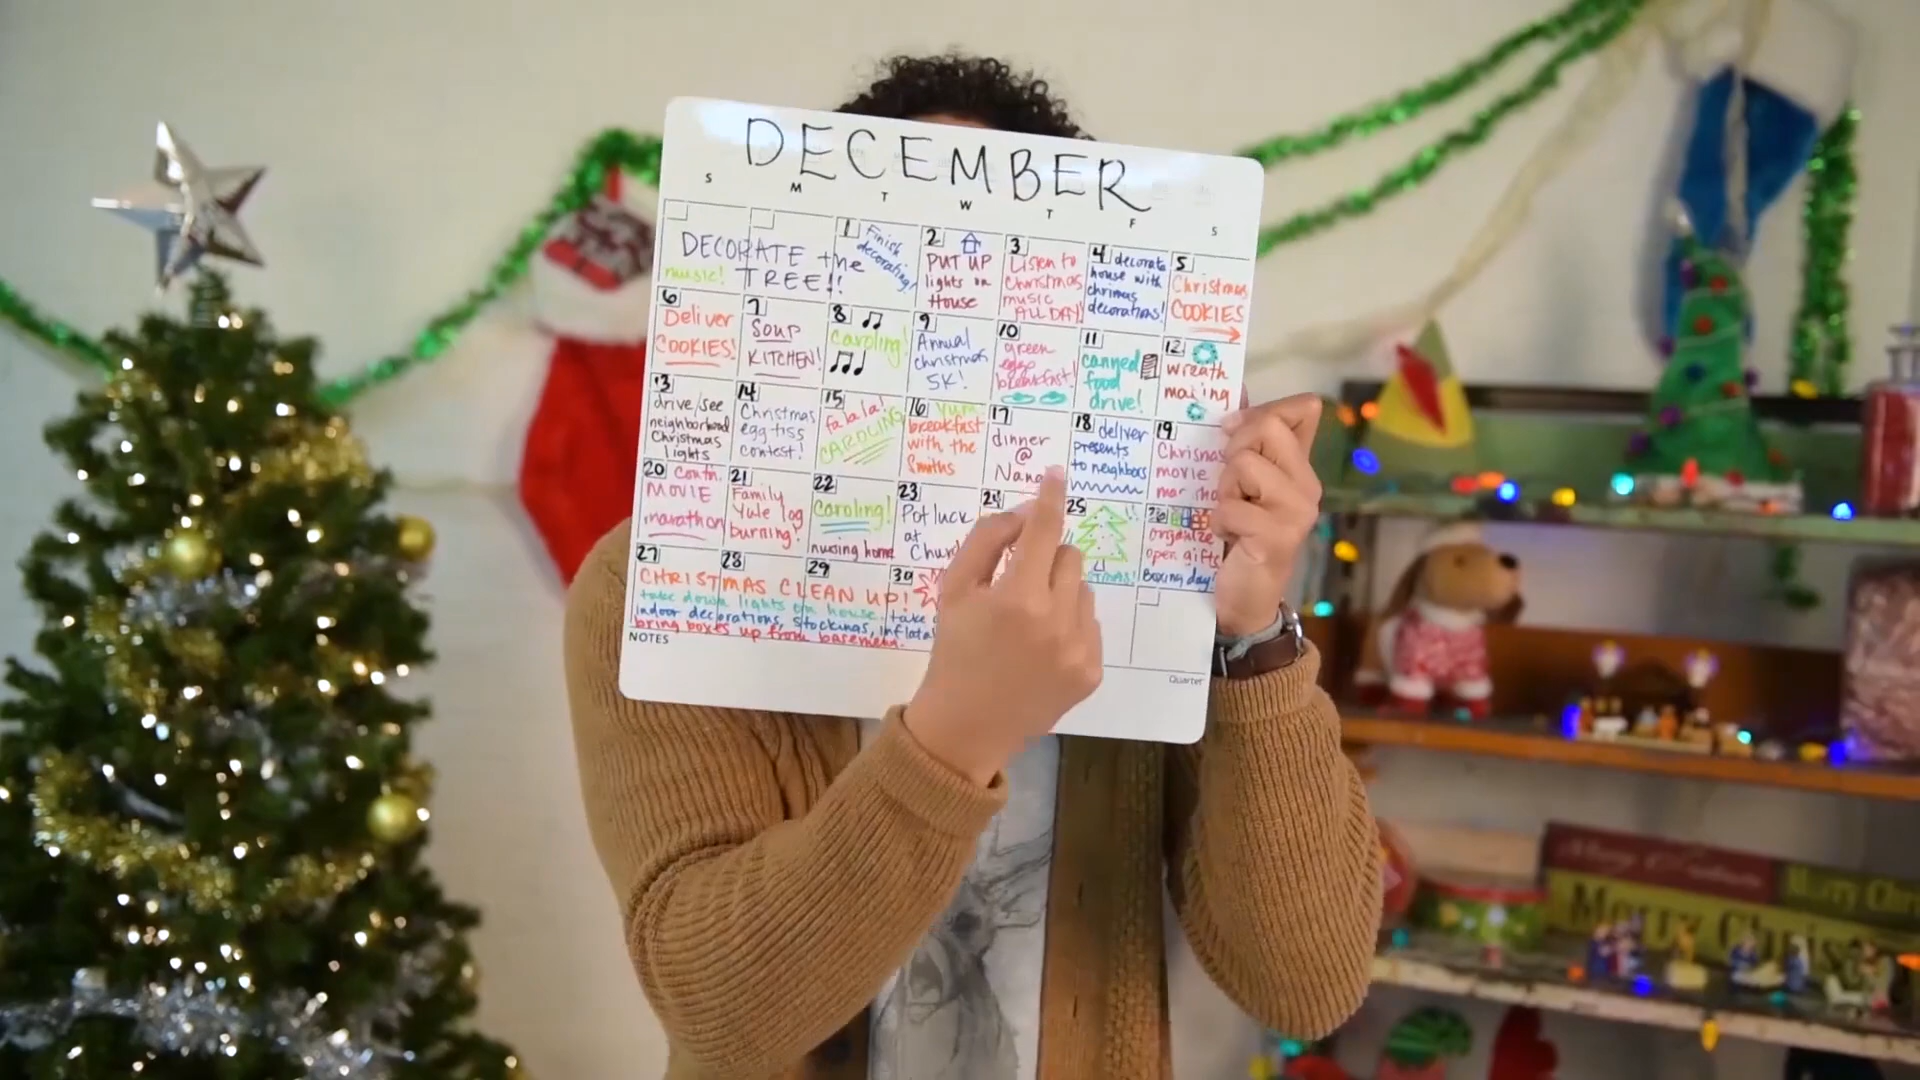 DECEMBER
S M T W T F S
DECORATE the
music! TREE!!
1 Finish
decorating!
2
PUT UP
lights on
House
3
Listen to
Christmas
music
ALL DAY!
4 decorate
house with
chrimas
decorations!
5
Christmas
COOKIES
6
Deliver
COOKIES!
7
SOUP
KITCHEN!
8
Caroling!
9
Annual
christmas
5K!
10
green
eggs
breakfast!
11
canned
food
drive!
12
wreath
making
13
drive/see
neighborhood
Christmas
lights
14
Christmas
egg toss
contest!
15
fa la la!
CAROLING
16 Yum
breakfast
with the
Smiths
17
dinner
@
18 deliver
presents
to neighbors
19
Chrisnas
movie
20 contn.
MOVIE
marathon
21
Family
Yule log
burning!
22
Caroling!
nursing home
23
Potluck
at
24
25
26
organize
open gifts
Boxing day!
27 28 29 30
CHRISTMAS CLEAN UP!
take down lights on house take
indoor decorations, stockings,
bring boxes up from basement.
NOTES
Quarter
Merry